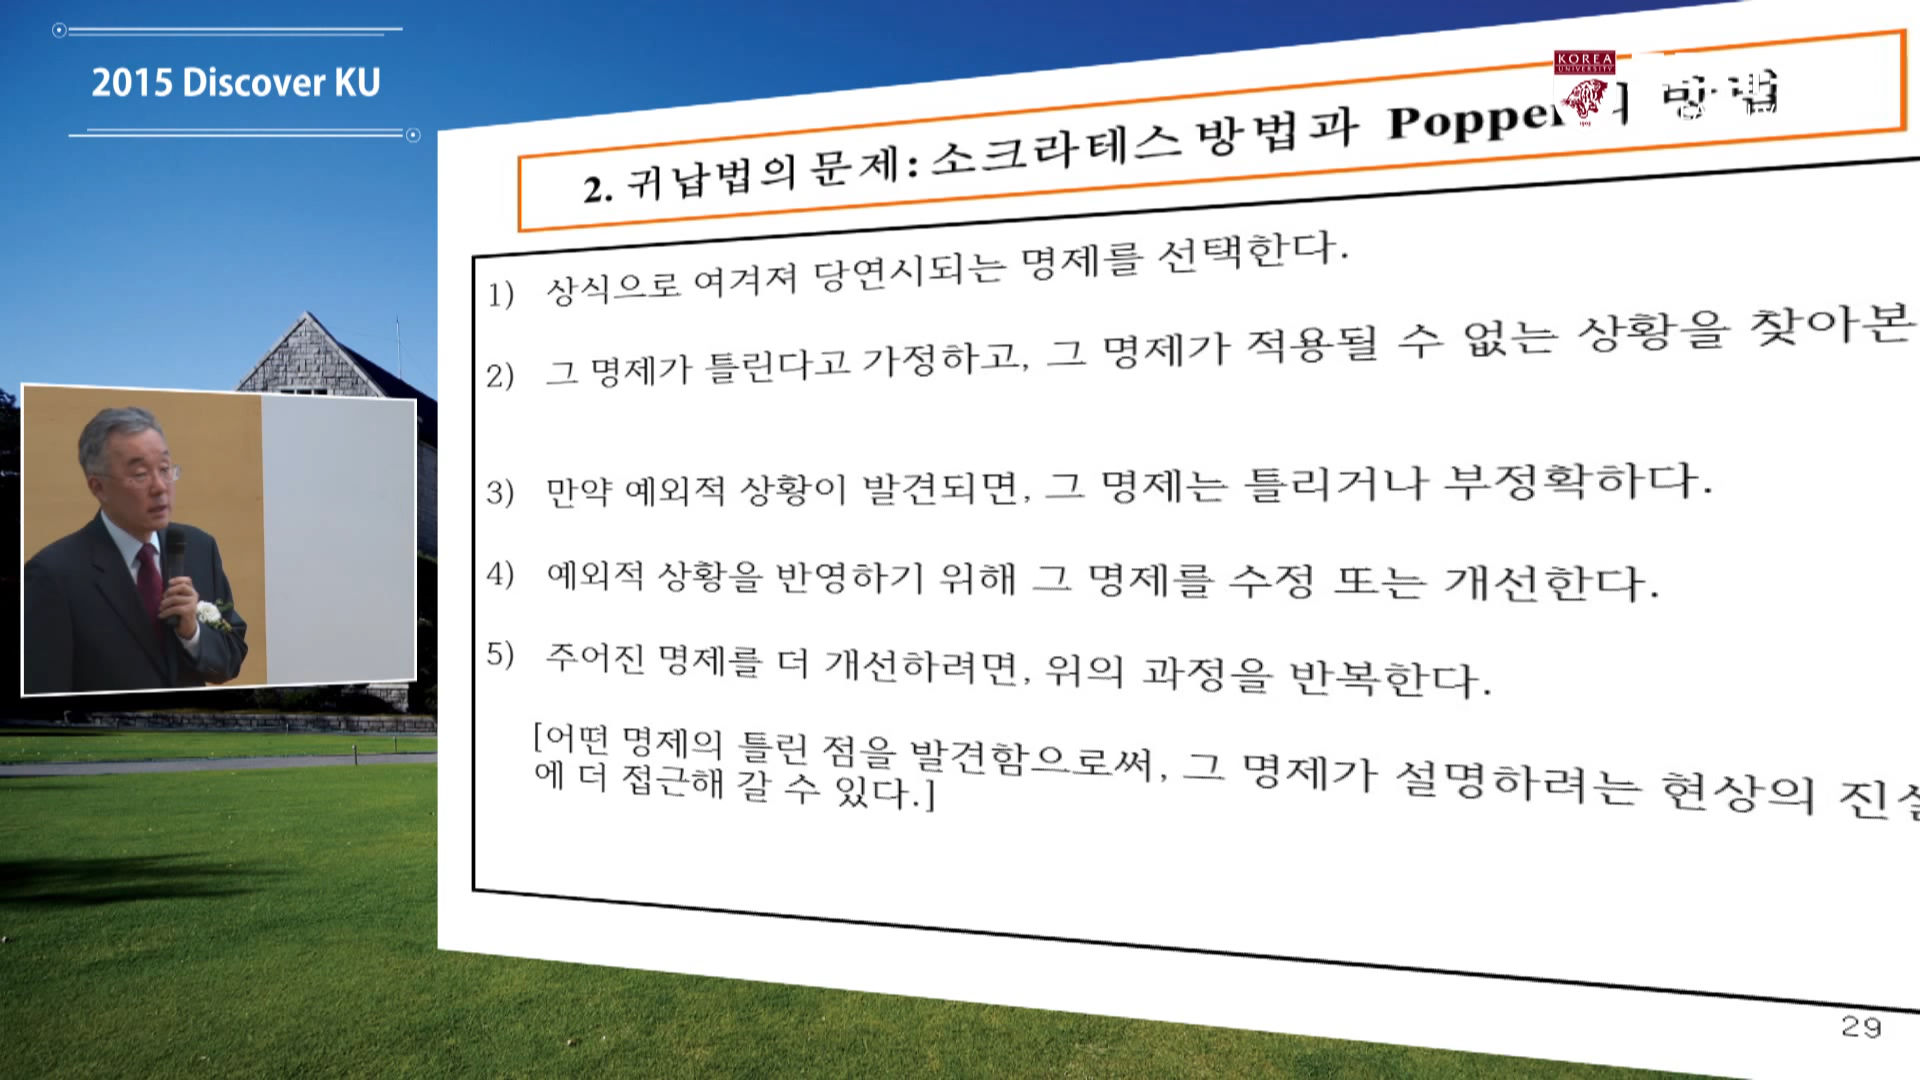 2015 Discover KU
KOREA
UNIVERSITY
2. 귀납법의 문제: 소크라테스 방법과 방법
1) 상식으로 여겨져 당연시되는 명제를 선택한다.
2) 그 명제가 틀린다고 가정하고, 그 명제가 적용될 수 없는 상황을 찾아본
3) 만약 예외적 상황이 발견되면, 그 명제는 틀리거나 부정확하다.
4) 예외적 상황을 반영하기 위해 그 명제를 수정 또는 개선한다.
5) 주어진 명제를 더 개선하려면, 위의 과정을 반복한다.
[어떤 명제의 틀린 점을 발견함으로써, 그 명제가 설명하려는 현상의
에 더 접근해 갈 수 있다.]
29